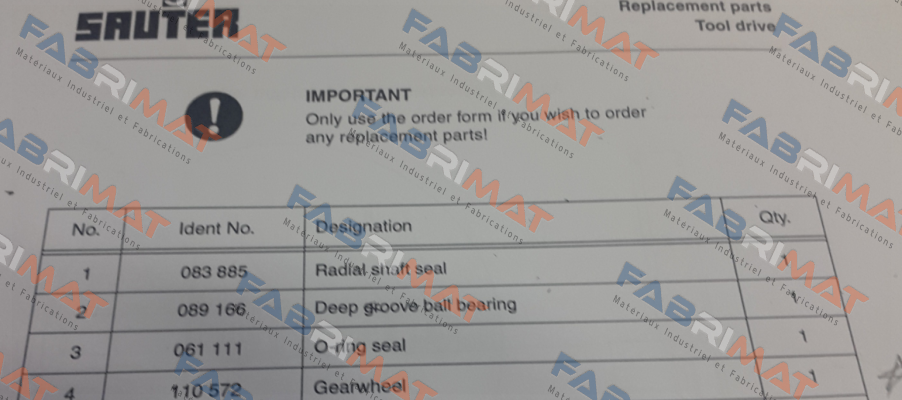 SAUTER
Replacement parts
Tool drive
IMPORTANT
Only use the order form if you wish to order
any replacement parts!
No. Ident No. Designation Qty.
1 083 885 Radial shaft seal 1
2 089 166 Deep groove ball bearing 1
3 061 111 O-ring seal 1
4 110 572 Gearwheel 1
FABRIMAT
Materiaux Industriel et Fabrications